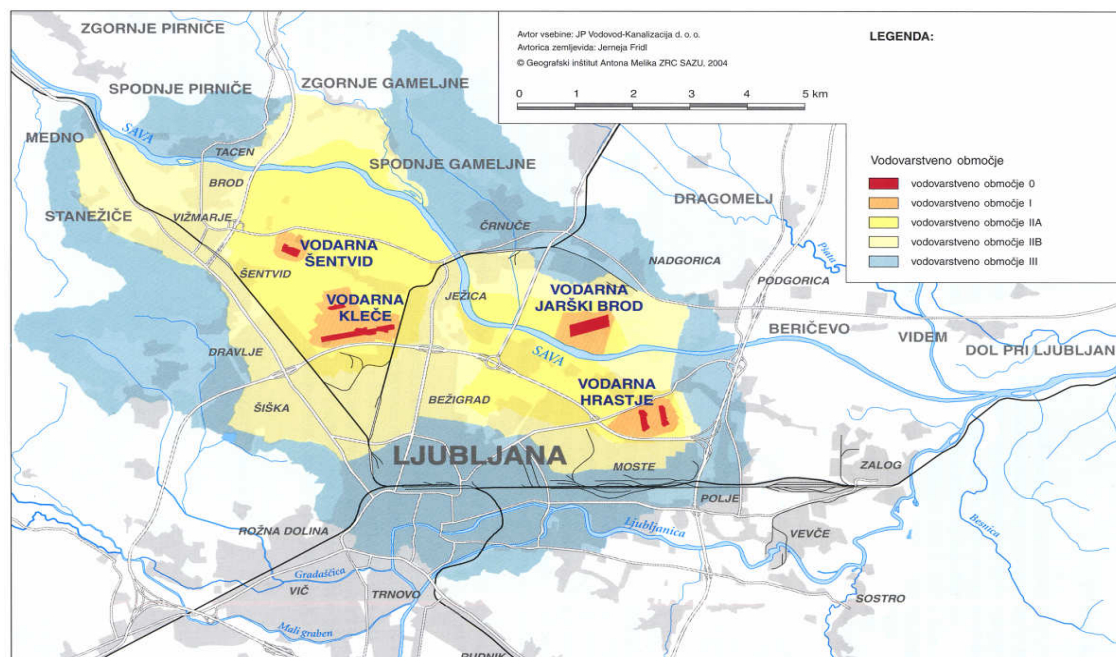 ZGORNJE PIRNIČE
Avtor vsebine: JP Vodovod-Kanalizacija d. o. o.
Avtorica zemljevida: Jerneja Fridl
© Geografski inštitut Antona Melika ZRC SAZU, 2004
LEGENDA:
0 1 2 3 4 5 km
SPODNJE PIRNIČE
ZGORNJE GAMELJNE
MEDNO
SAVA
TACEN
BROD
SPODNJE GAMELJNE
STANEŽIČE
VIŽMARJE
DRAGOMELJ
Vodovarstveno območje
vodovarstveno območje 0
vodovarstveno območje I
vodovarstveno območje IIA
vodovarstveno območje IIB
vodovarstveno območje III
ČRNUČE
Pšata
NADGORICA
PODGORICA
ŠENTVID
VODARNA
ŠENTVID
VODARNA
KLEČE
JEŽICA
VODARNA
JARŠKI BROD
BERIČEVO
VIDEM
DOL PRI LJUBLJAN
DRAVLJE
SAVA
VODARNA
HRASTJE
ŠIŠKA
BEŽIGRAD
LJUBLJANA
MOSTE
ZALOG
POLJE
ROŽNA DOLINA
Ljubljanica
VEVČE
Besnica
Gradaščica
VIČ
TRNOVO
SOSTRO
Mali graben
RUDNIK